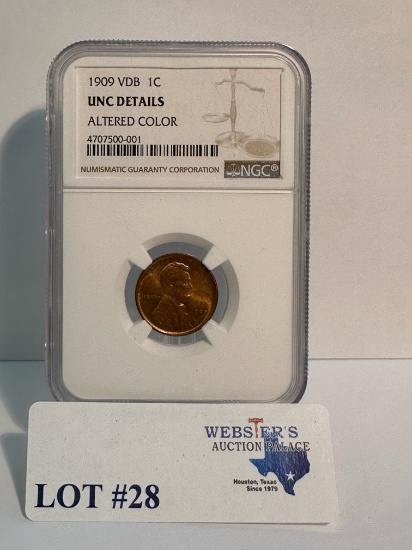 1909 VDB 1C
UNC DETAILS
ALTERED COLOR
4707500-001
NUMISMATIC GUARANTY CORPORATION
NGC®
WEBSTER'S
AUCTION PALACE
Houston, Texas
Since 1979
LOT #28